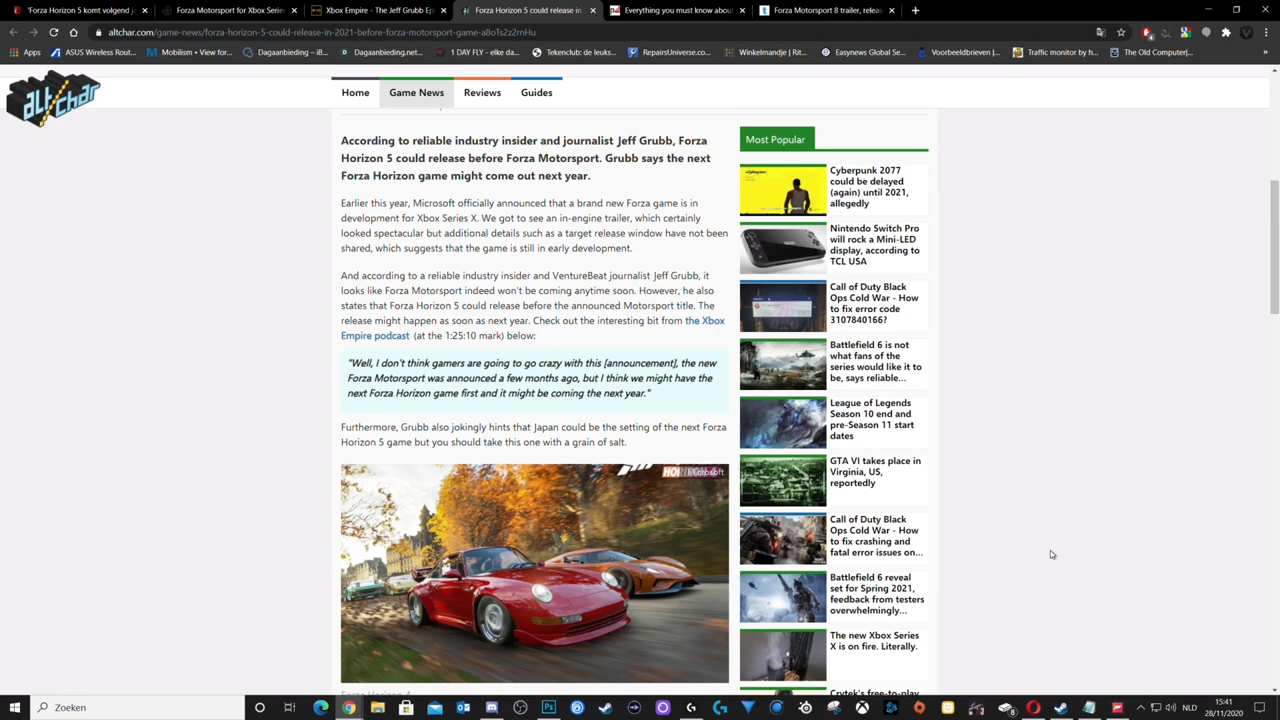 Forza Horizon 5 komt volgend ja
Forza Motorsport for Xbox Series
Xbox Empire - The Jeff Grubb Ep
Forza Horizon 5 could release in
Everything you must know about
Forza Motorsport 8 trailer, releas
altchar.com/game-news/forza-horizon-5-could-release-in-2021-before-forza-motorsport-game-a8oTs2z2m4Hu
Apps
ASUS Wireless Rout...
Mobilism • View for...
Dagaanbieding – iB...
Dagaanbieding.net...
1 DAY FLY - elke da...
Tekenclub: de leuks...
RepairsUniverse.co...
Winkelmandje | Rit...
Easynews Global Se...
Voorbeeldbrieven |...
Traffic monitor by h...
The Old Computer|...
alt char
Home
Game News
Reviews
Guides
According to reliable industry insider and journalist Jeff Grubb, Forza
Horizon 5 could release before Forza Motorsport. Grubb says the next
Forza Horizon game might come out next year.
Earlier this year, Microsoft officially announced that a brand new Forza game is in
development for Xbox Series X. We got to see an in-engine trailer, which certainly
looked spectacular but additional details such as a target release window have not been
shared, which suggests that the game is still in early development.
And according to a reliable industry insider and VentureBeat journalist Jeff Grubb, it
looks like Forza Motorsport indeed won't be coming anytime soon. However, he also
states that Forza Horizon 5 could release before the announced Motorsport title. The
release might happen as soon as next year. Check out the interesting bit from the Xbox
Empire podcast (at the 1:25:10 mark) below:
"Well, I don't think gamers are going to go crazy with this [announcement], the new
Forza Motorsport was announced a few months ago, but I think we might have the
next Forza Horizon game first and it might be coming the next year."
Furthermore, Grubb also jokingly hints that Japan could be the setting of the next Forza
Horizon 5 game but you should take this one with a grain of salt.
Microsoft
Most Popular
Cyberpunk 2077
could be delayed
(again) until 2021,
allegedly
Nintendo Switch Pro
will rock a Mini-LED
display, according to
TCL USA
Call of Duty Black
Ops Cold War - How
to fix error code
3107840166?
Battlefield 6 is not
what fans of the
series would like it to
be, says reliable...
League of Legends
Season 10 end and
pre-Season 11 start
dates
GTA VI takes place in
Virginia, US,
reportedly
Call of Duty Black
Ops Cold War - How
to fix crashing and
fatal error issues on...
Battlefield 6 reveal
set for Spring 2021,
feedback from testers
overwhelmingly...
The new Xbox Series
X is on fire. Literally.
Crytek's free-to-play
Forza Horizon 4
Zoeken
NLD
15:41
28/11/2020